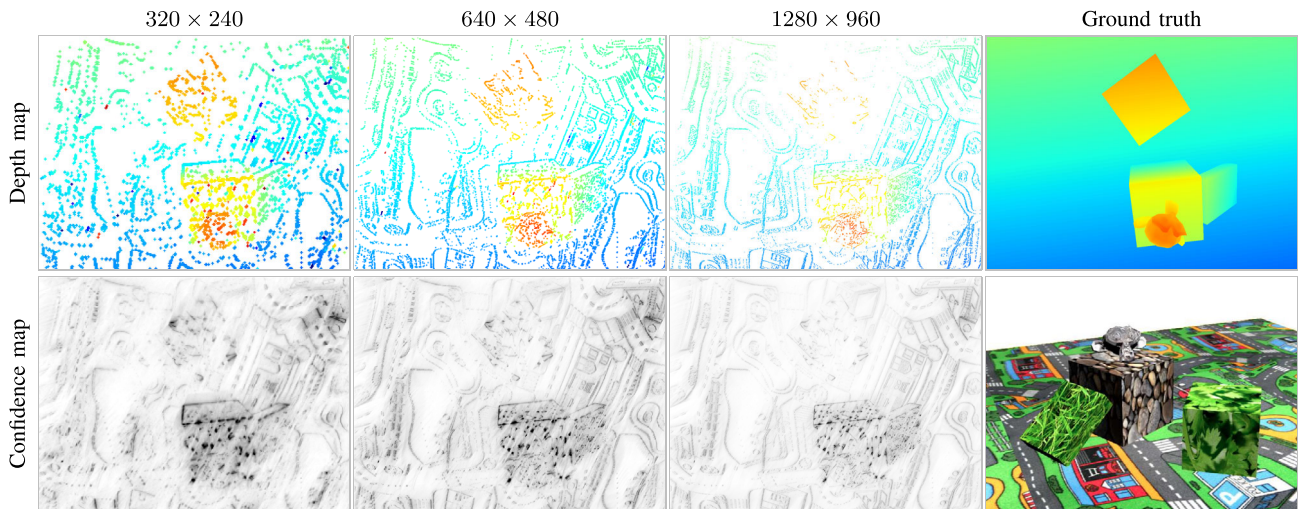 320 × 240
640 × 480
1280 × 960
Ground truth
Depth map
Confidence map
P